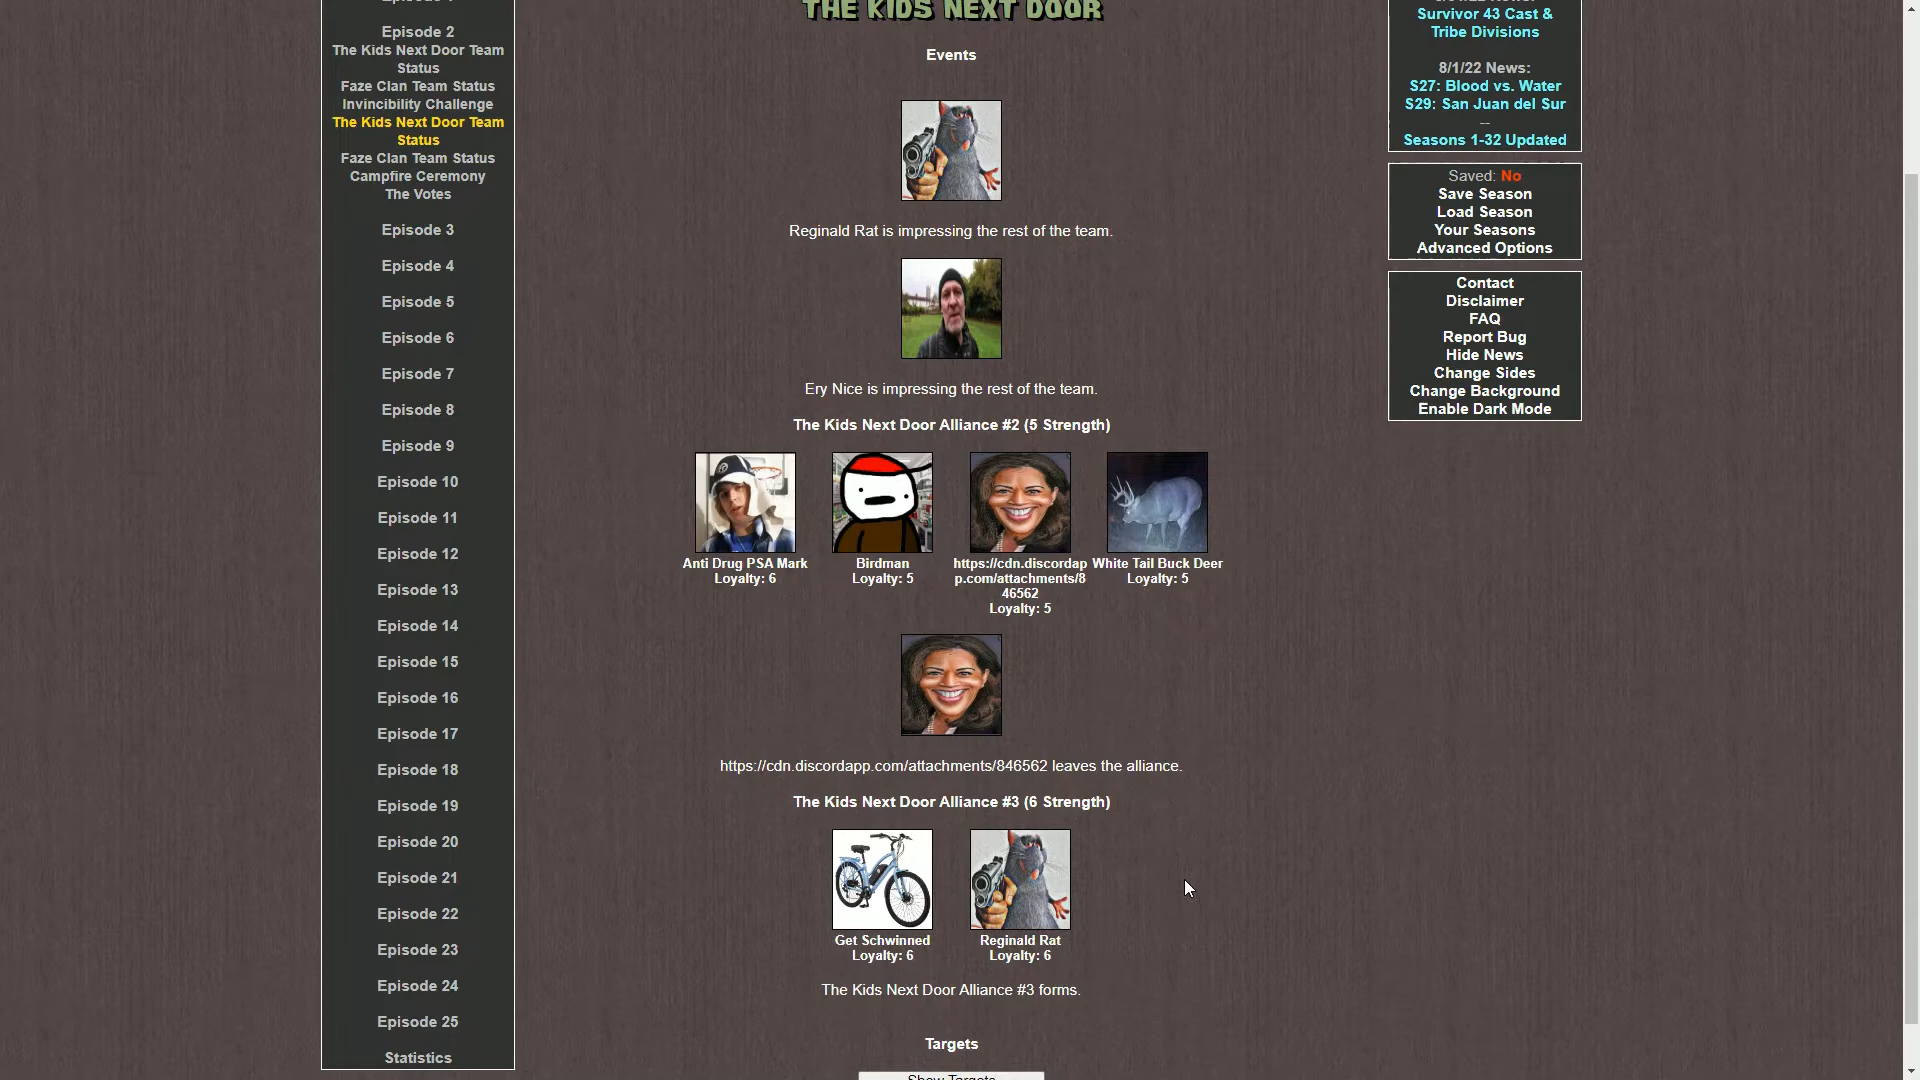 Episode 2
The Kids Next Door Team
Status
Faze Clan Team Status
Invincibility Challenge
The Kids Next Door Team
Status
Faze Clan Team Status
Campfire Ceremony
The Votes
Episode 3
Episode 4
Episode 5
Episode 6
Episode 7
Episode 8
Episode 9
Episode 10
Episode 11
Episode 12
Episode 13
Episode 14
Episode 15
Episode 16
Episode 17
Episode 18
Episode 19
Episode 20
Episode 21
Episode 22
Episode 23
Episode 24
Episode 25
Statistics
THE KIDS NEXT DOOR
Events
Reginald Rat is impressing the rest of the team.
Ery Nice is impressing the rest of the team.
The Kids Next Door Alliance #2 (5 Strength)
Anti Drug PSA Mark
Loyalty: 6
Birdman
Loyalty: 5
https://cdn.discordap
p.com/attachments/8
46562
Loyalty: 5
White Tail Buck Deer
Loyalty: 5
https://cdn.discordapp.com/attachments/846562 leaves the alliance.
The Kids Next Door Alliance #3 (6 Strength)
Get Schwinned
Loyalty: 6
Reginald Rat
Loyalty: 6
The Kids Next Door Alliance #3 forms.
Targets
Show Targets
Survivor 43 Cast &
Tribe Divisions
8/1/22 News:
S27: Blood vs. Water
S29: San Juan del Sur
--
Seasons 1-32 Updated
Saved: No
Save Season
Load Season
Your Seasons
Advanced Options
Contact
Disclaimer
FAQ
Report Bug
Hide News
Change Sides
Change Background
Enable Dark Mode